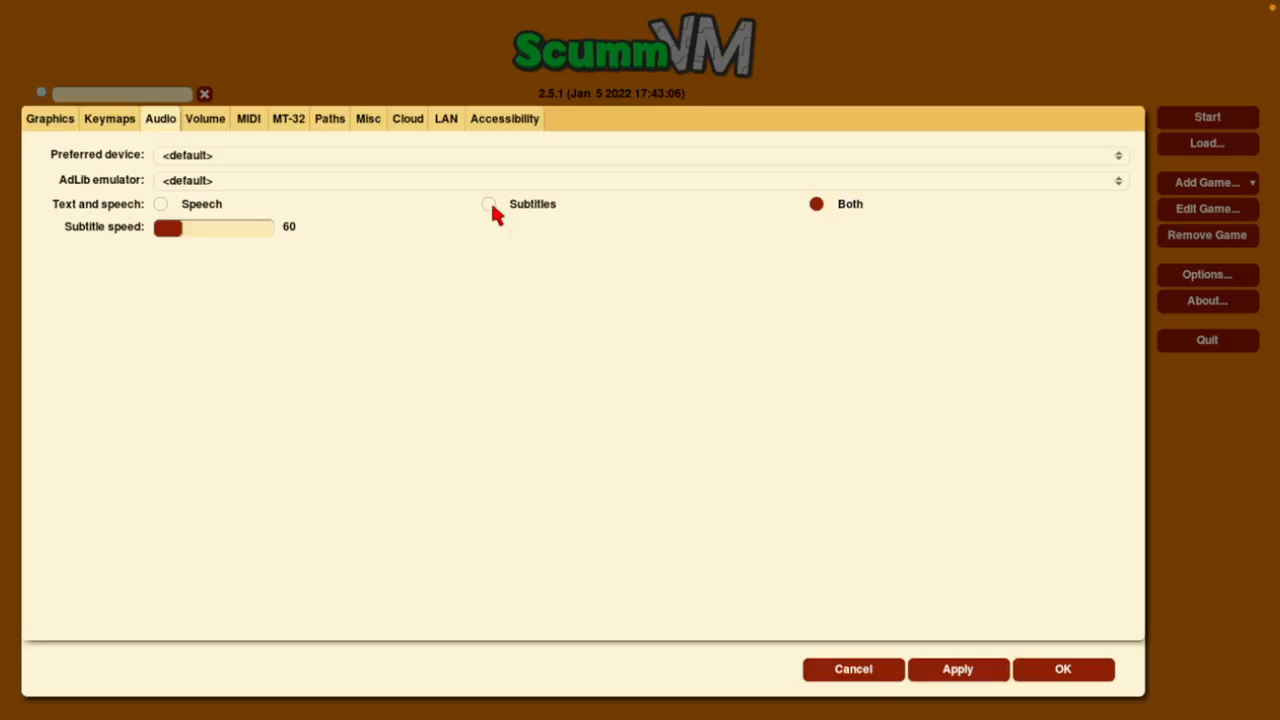 ScummVM
2.5.1 (Jan 5 2022 17:43:06)
Graphics Keymaps Audio Volume MIDI MT-32 Paths Misc Cloud LAN Accessibility
Preferred device: <default>
AdLib emulator: <default>
Text and speech: Speech Subtitles Both
Subtitle speed: 60
Cancel Apply OK
Start
Load...
Add Game...
Edit Game...
Remove Game
Options...
About...
Quit